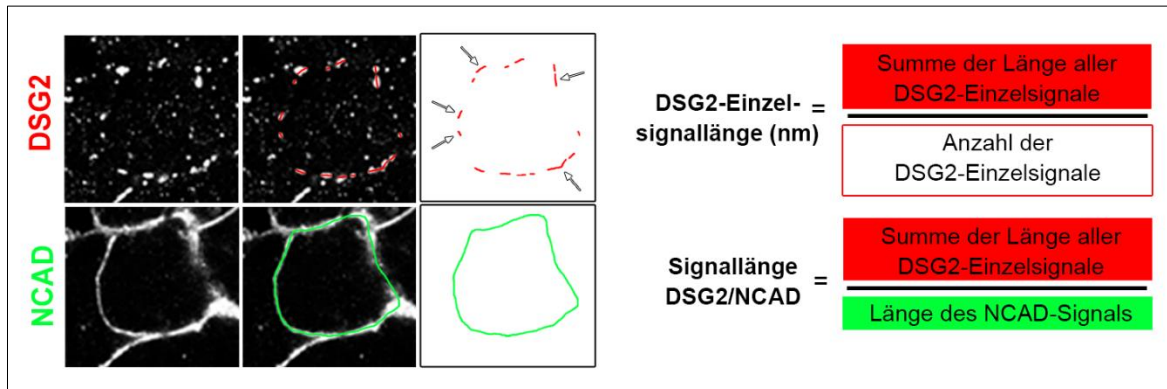 DSG2
NCAD
DSG2-Einzel-
signallänge (nm)
=
Summe der Länge aller
DSG2-Einzelsignale
Anzahl der
DSG2-Einzelsignale
Signallänge
DSG2/NCAD
=
Summe der Länge aller
DSG2-Einzelsignale
Länge des NCAD-Signals